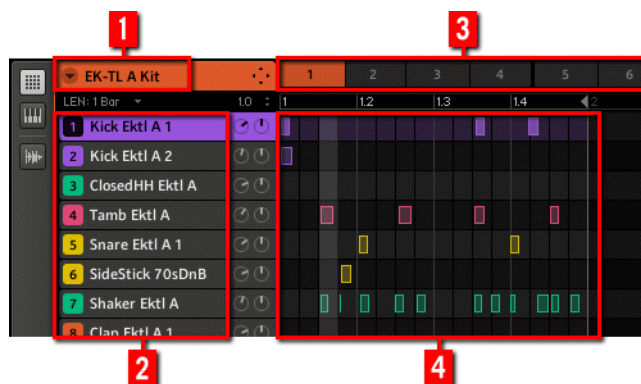 1
3
EK-TL A Kit
1 2 3 4 5 6
LEN: 1 Bar 1.0 1 1.2 1.3 1.4 2
1 Kick Ektl A 1
2 Kick Ektl A 2
3 ClosedHH Ektl A
4 Tamb Ektl A
5 Snare Ektl A 1
6 SideStick 70sDnB
7 Shaker Ektl A
8 Clap Ektl A 1
2
4